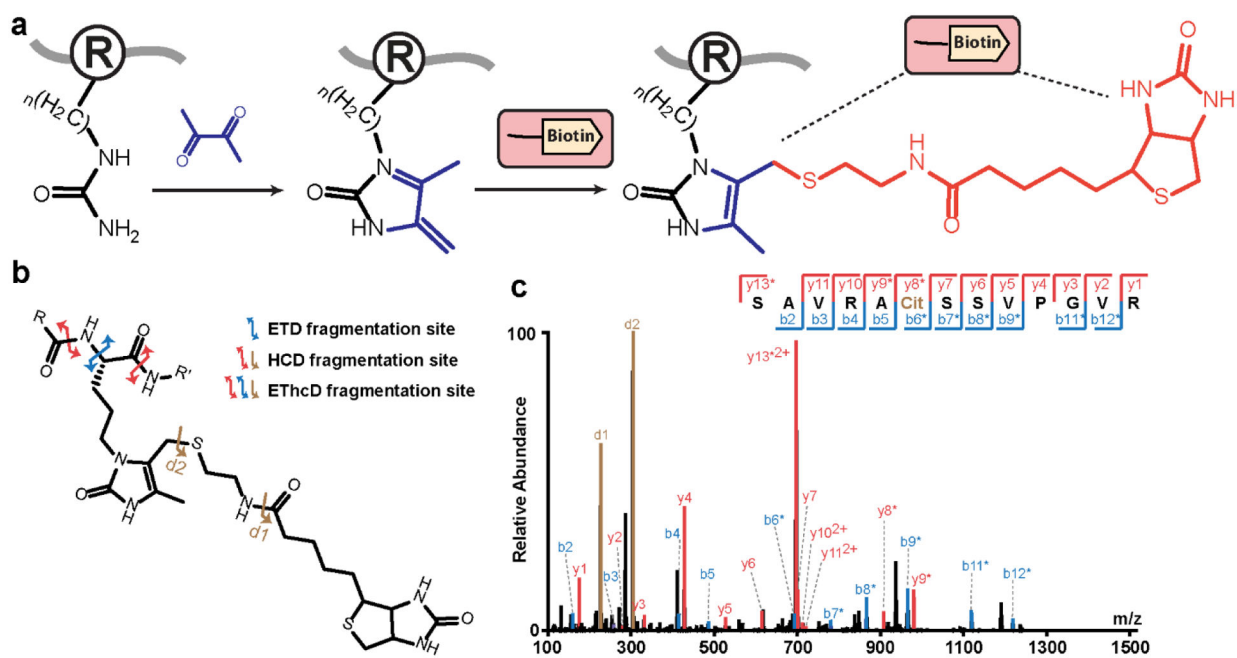 a
R R R Biotin O
n(H2C) n(H2C) n(H2C) HN NH
NH O O Biotin N N S H N O S
O NH2 O HN O HN
b
R H N O
O N H R'
ETD fragmentation site
HCD fragmentation site
EThcD fragmentation site
N S
d2
O N H H N O
d1
S H N O
N H
c
y13* y11 y10 y9* y8* y7 y6 y5 y4 y3 y2 y1
S A V R A Cit S S V P G V R
b2 b3 b4 b5 b6* b7* b8* b9* b11* b12*
Relative Abundance
100
0
d2
y13*2+
d1
y7
y4 b6* y10 2+
y2 y8*
b4 y11 2+ b9*
b2 y1 b3 y6 b11*
b5 b8* y9* b12*
y3 y5 b7*
m/z
100 300 500 700 900 1100 1300 1500